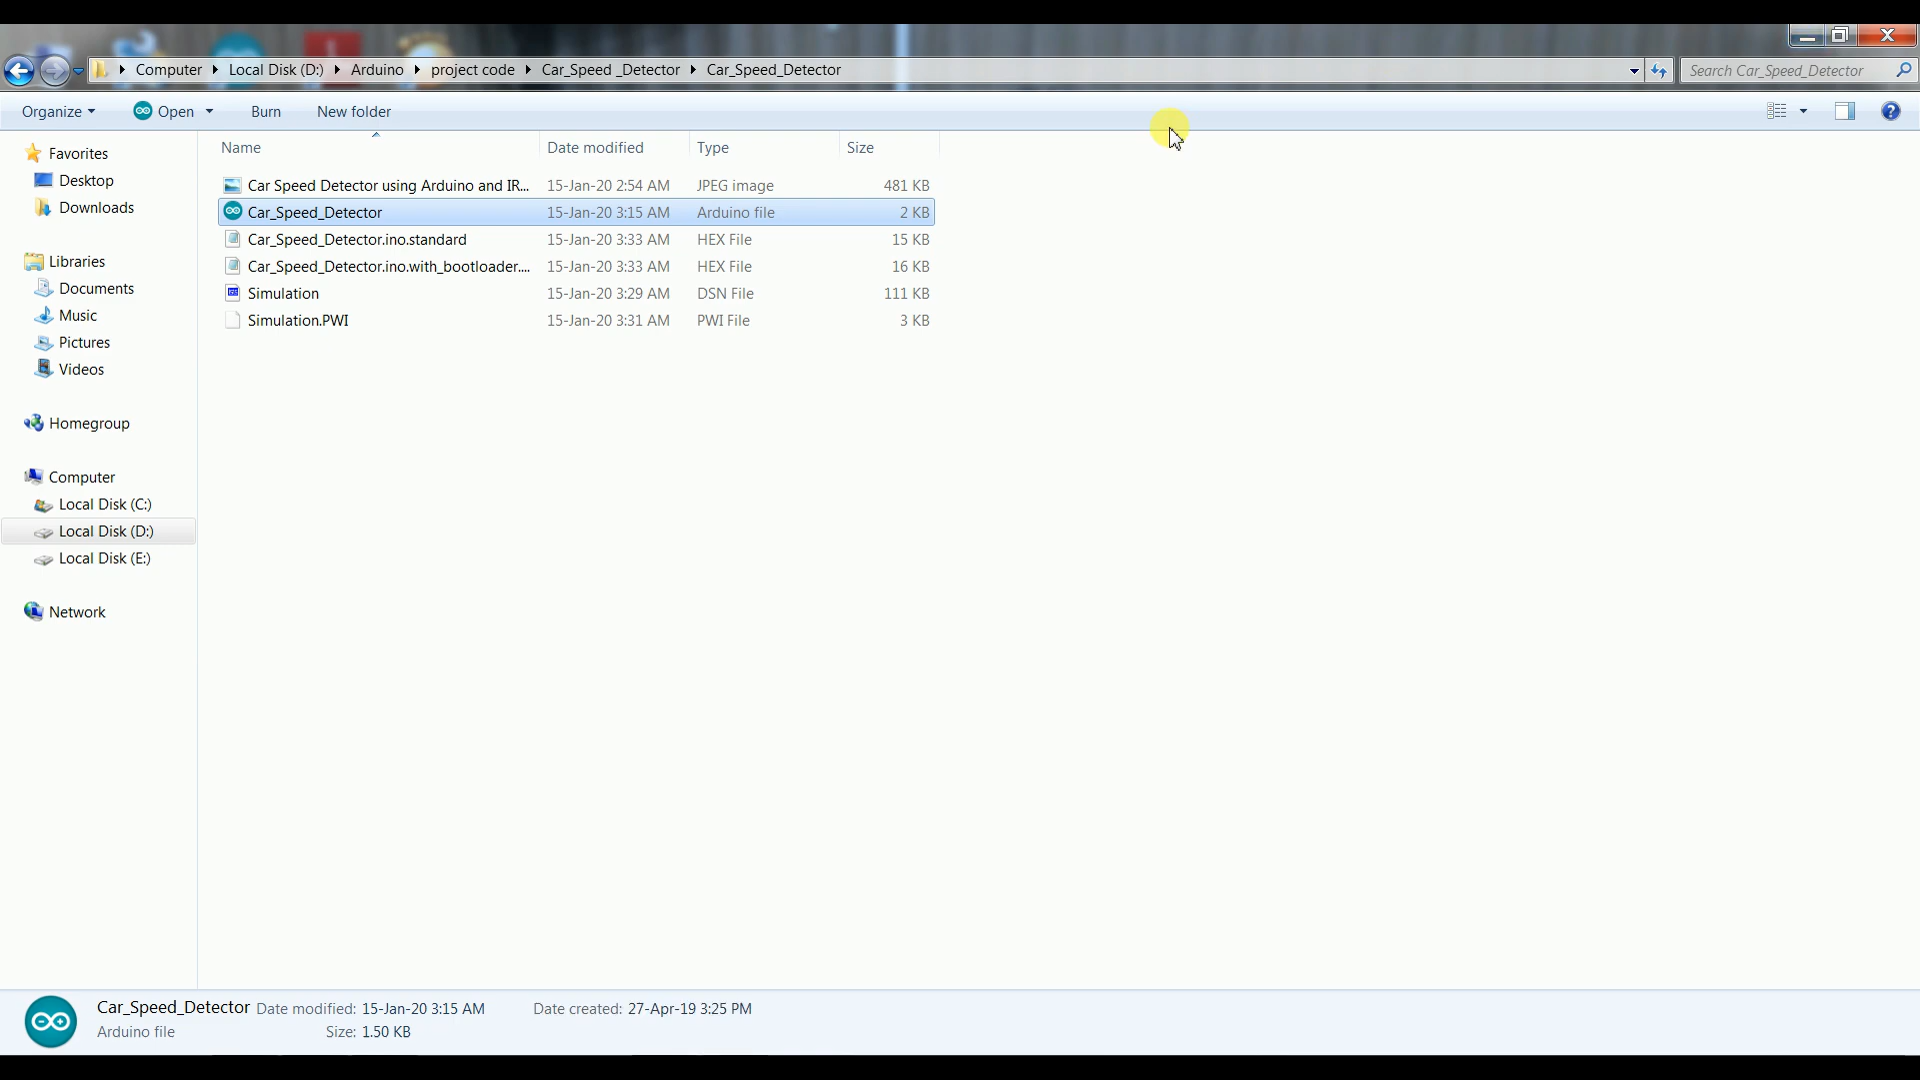 Computer Local Disk (D:) Arduino project code Car_Speed _Detector Car_Speed_Detector
Search Car_Speed_Detector
Organize Open Burn New folder
Name Date modified Type Size
Favorites
Desktop
Downloads
Libraries
Documents
Music
Pictures
Videos
Homegroup
Computer
Local Disk (C:)
Local Disk (D:)
Local Disk (E:)
Network
Car Speed Detector using Arduino and IR... 15-Jan-20 2:54 AM JPEG image 481 KB
Car_Speed_Detector 15-Jan-20 3:15 AM Arduino file 2 KB
Car_Speed_Detector.ino.standard 15-Jan-20 3:33 AM HEX File 15 KB
Car_Speed_Detector.ino.with_bootloader.... 15-Jan-20 3:33 AM HEX File 16 KB
Simulation 15-Jan-20 3:29 AM DSN File 111 KB
Simulation.PWI 15-Jan-20 3:31 AM PWI File 3 KB
Car_Speed_Detector Date modified: 15-Jan-20 3:15 AM Date created: 27-Apr-19 3:25 PM
Arduino file Size: 1.50 KB